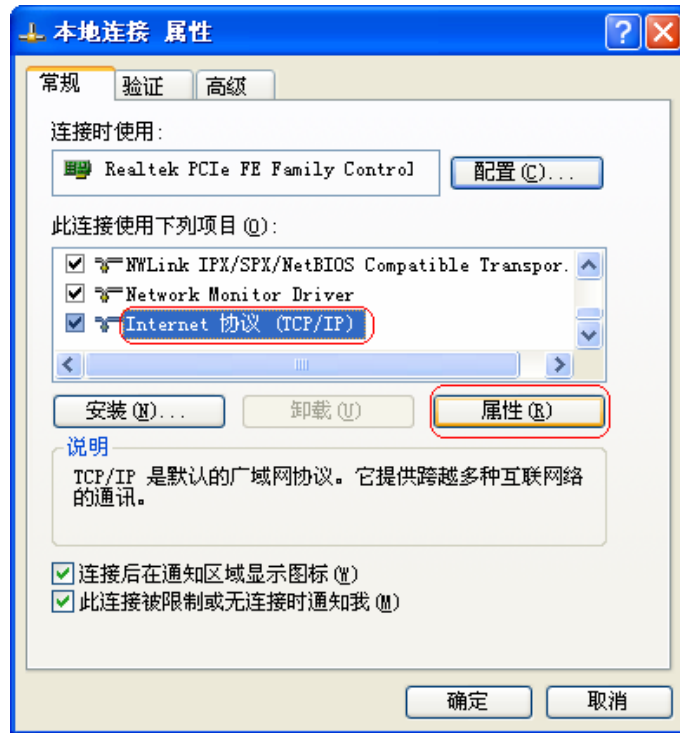 本地连接 属性
常规
验证
高级
连接时使用:
Realtek PCIe FE Family Control
配置(C)...
此连接使用下列项目(O):
NWLink IPX/SPX/NetBIOS Compatible Transpor.
Network Monitor Driver
Internet 协议 (TCP/IP)
安装(N)...
卸载(U)
属性(R)
说明
TCP/IP 是默认的广域网协议。它提供跨越多种互联网络
的通讯。
连接后在通知区域显示图标(W)
此连接被限制或无连接时通知我(M)
确定
取消